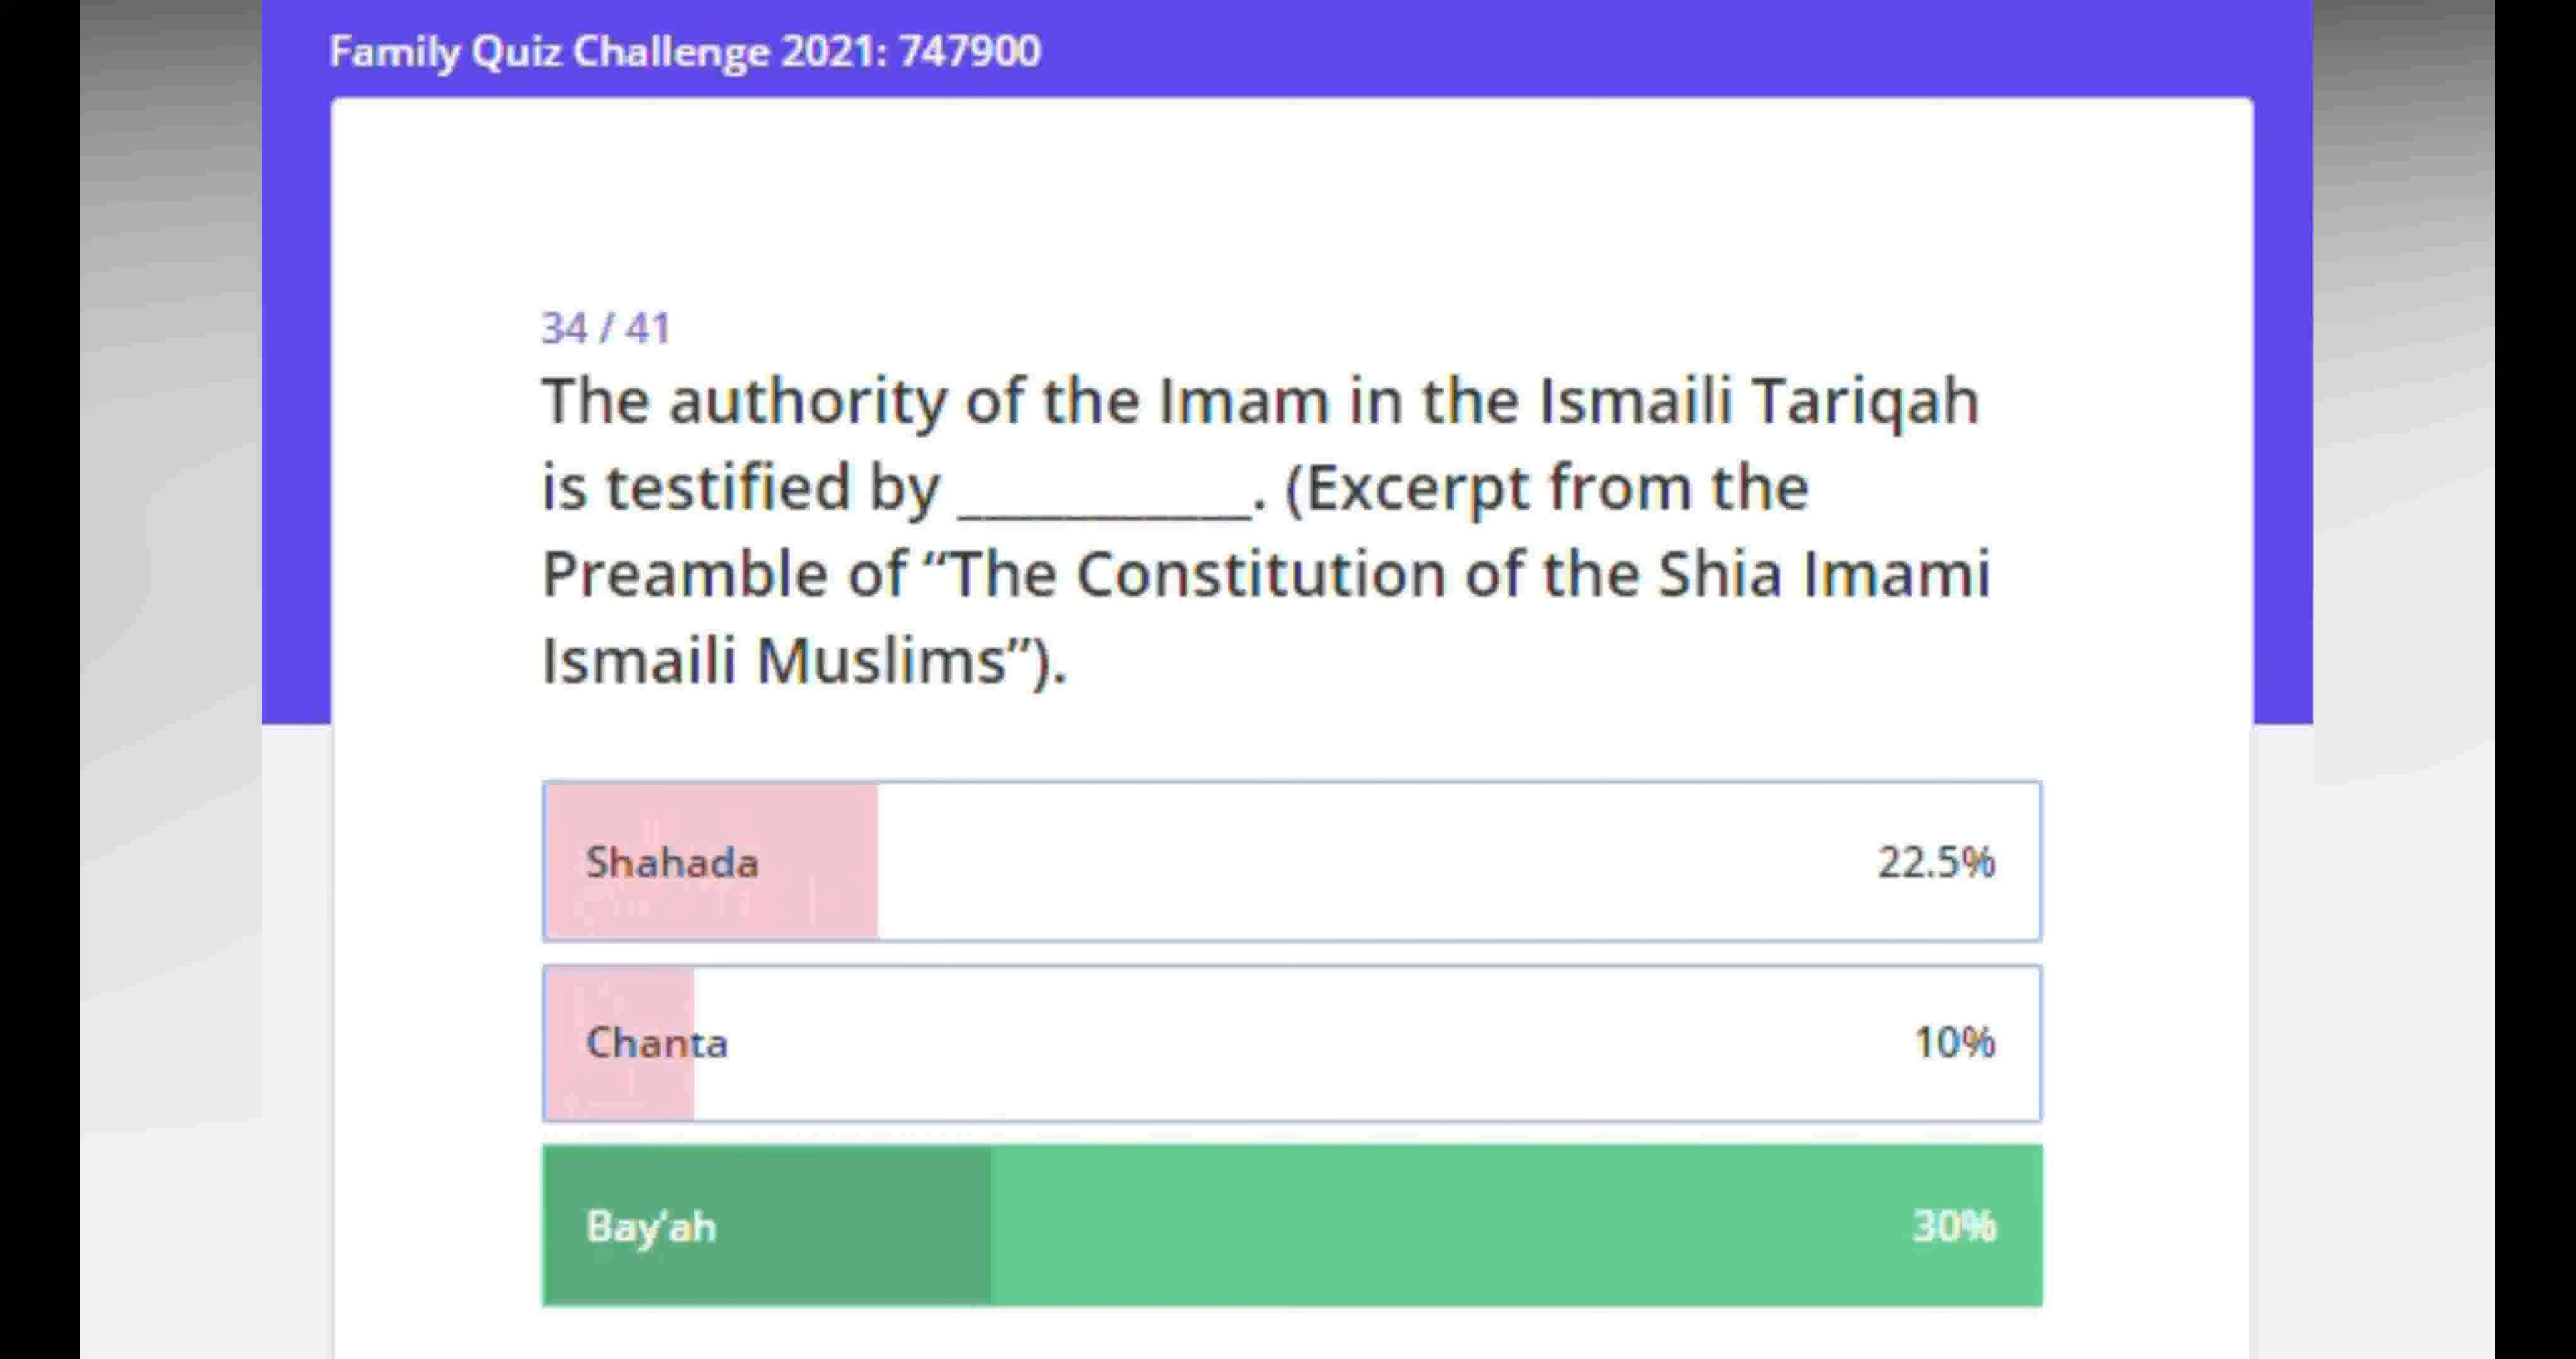 Family Quiz Challenge 2021: 747900
34 / 41
The authority of the Imam in the Ismaili Tariqah
is testified by ___________. (Excerpt from the
Preamble of “The Constitution of the Shia Imami
Ismaili Muslims”).
Shahada 22.5%
Chanta 10%
Bay’ah 30%